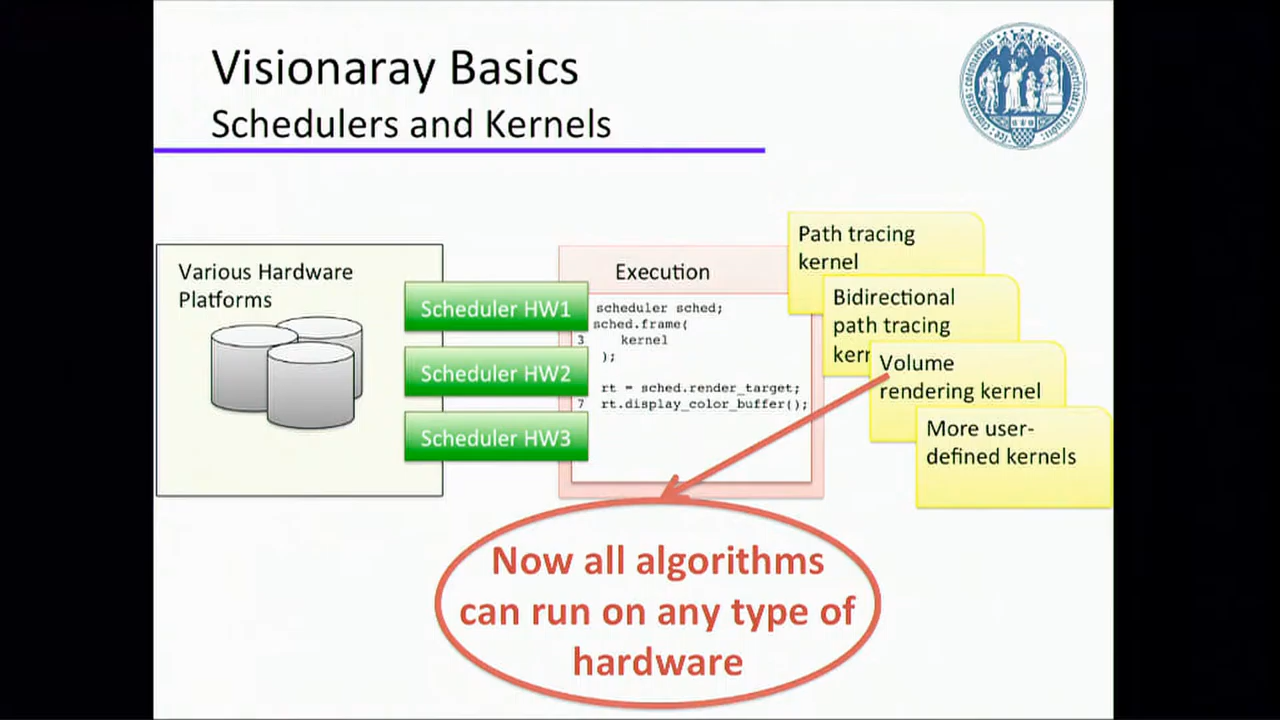 Visionaray Basics
Schedulers and Kernels
Various Hardware
Platforms
Scheduler HW1
Scheduler HW2
Scheduler HW3
Execution
scheduler sched;
sched.frame(
3 kernel
);
rt = sched.render_target;
7 rt.display_color_buffer();
Path tracing
kernel
Bidirectional
path tracing
Volume
rendering kernel
More user-
defined kernels
Now all algorithms
can run on any type of
hardware